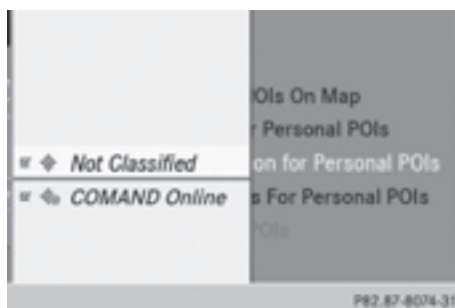 OIs On Map
r Personal POIs
Not Classified
on for Personal POIs
COMAND Online
s For Personal POIs
POIs
P82.87-8074-31